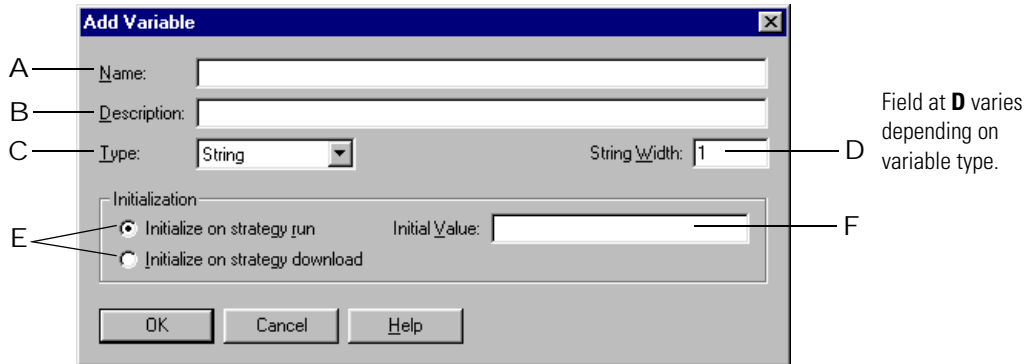 Add Variable
A Name:
B Description:
C Type: String String Width: 1 D
Field at D varies
depending on
variable type.
Initialization
E Initialize on strategy run Initial Value: F
Initialize on strategy download
OK Cancel Help